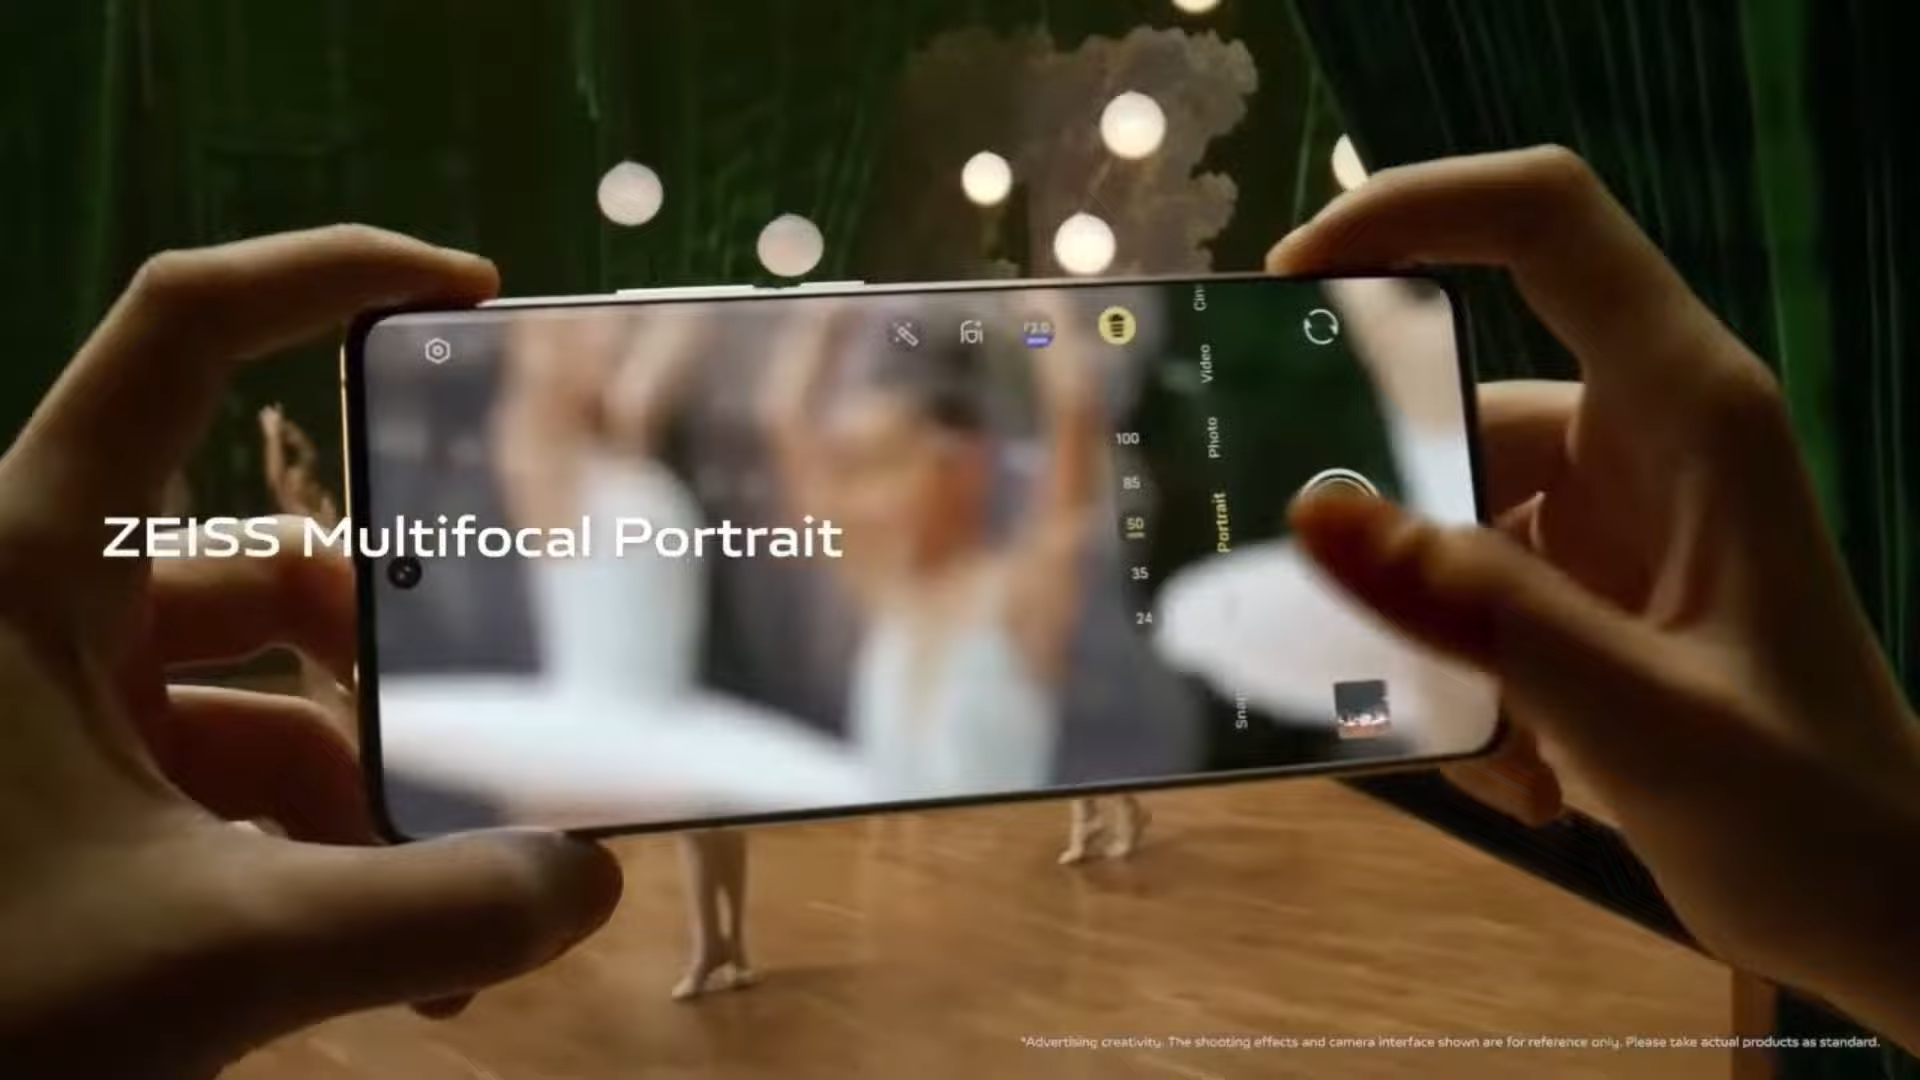 ZEISS Multifocal Portrait
Video
Photo
Portrait
100
85
50
35
24
*Advertising creativity. The shooting effects and camera interface shown are for reference only. Please take actual products as standard.